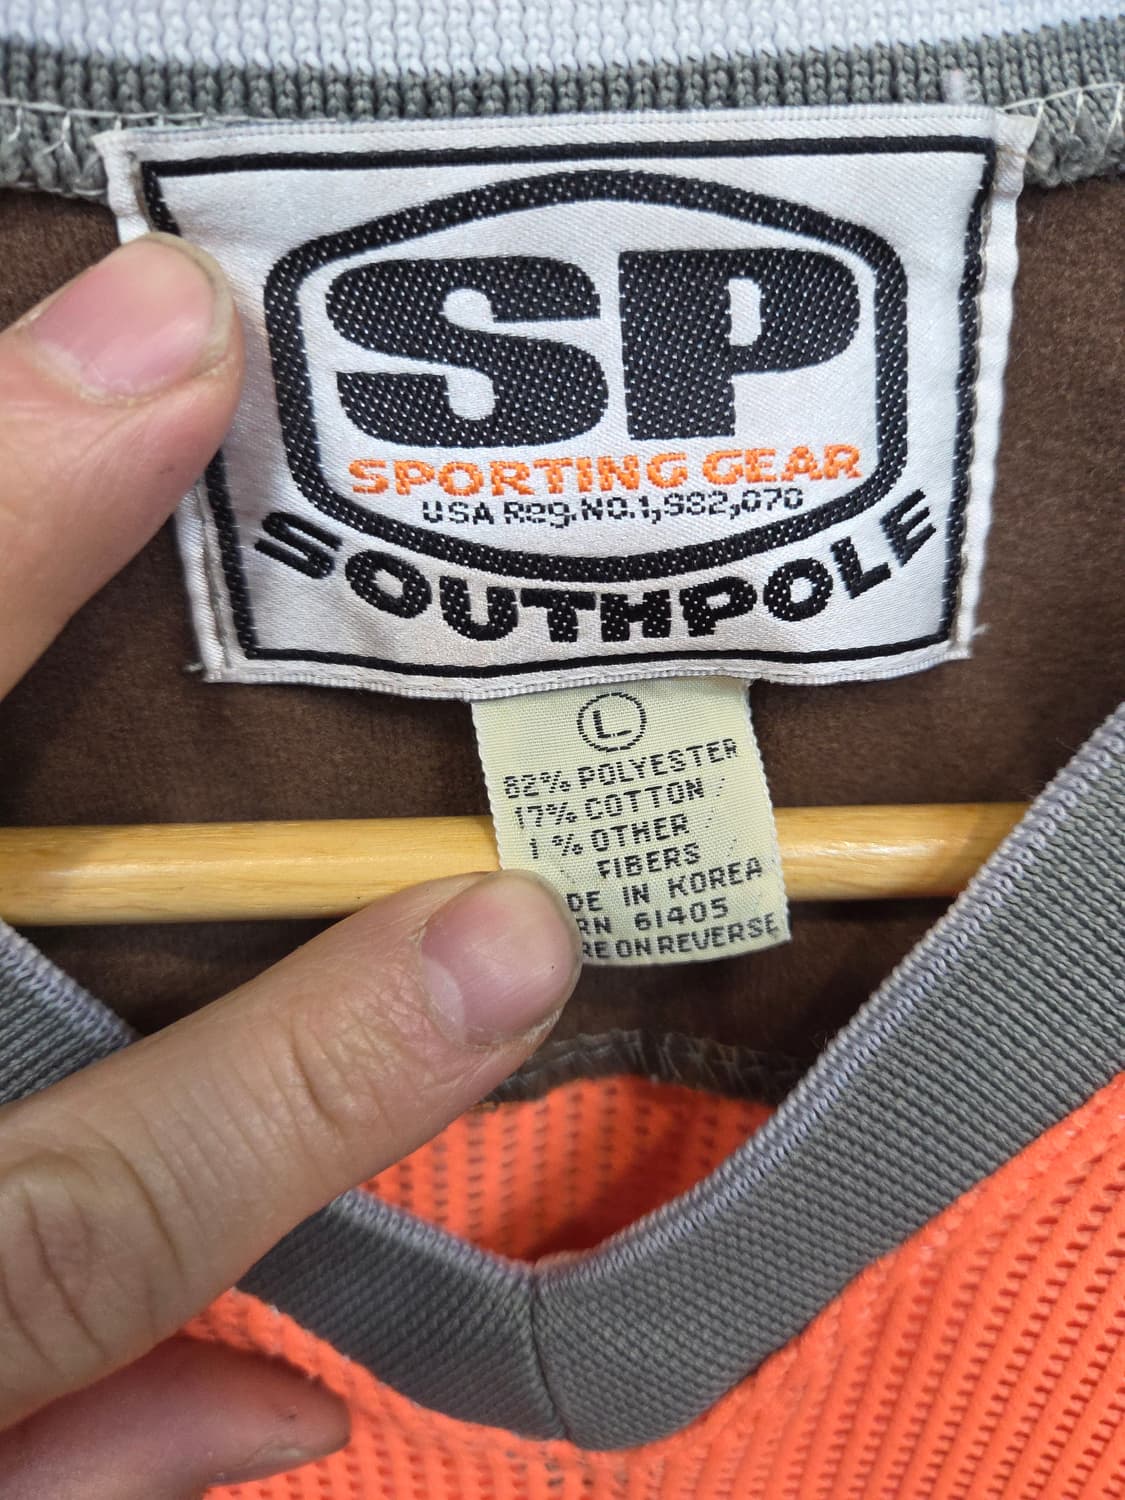 SP
SPORTING GEAR
USA Reg.NO.1,982,070
SOUTHPOLE
L
82% POLYESTER
17% COTTON
1 % OTHER
FIBERS
DE IN KOREA
RN 61405
RE ON REVERSE